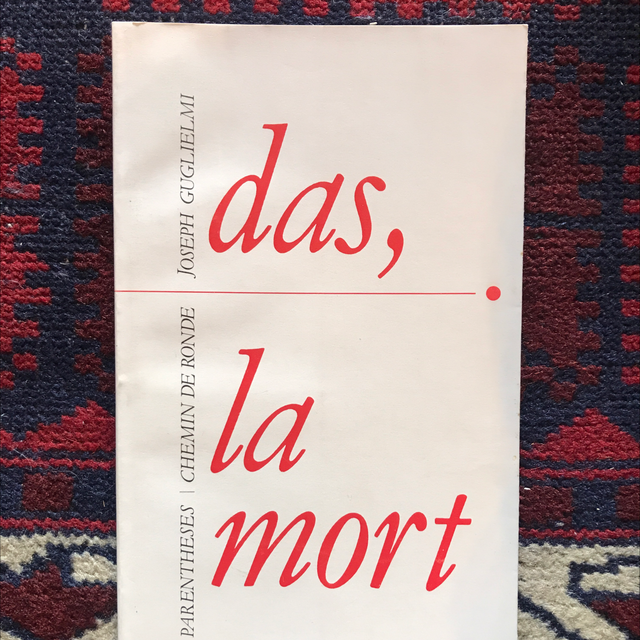 das,
la
mort
JOSEPH GUGLIELMI
PARENTHESES | CHEMIN DE RONDE